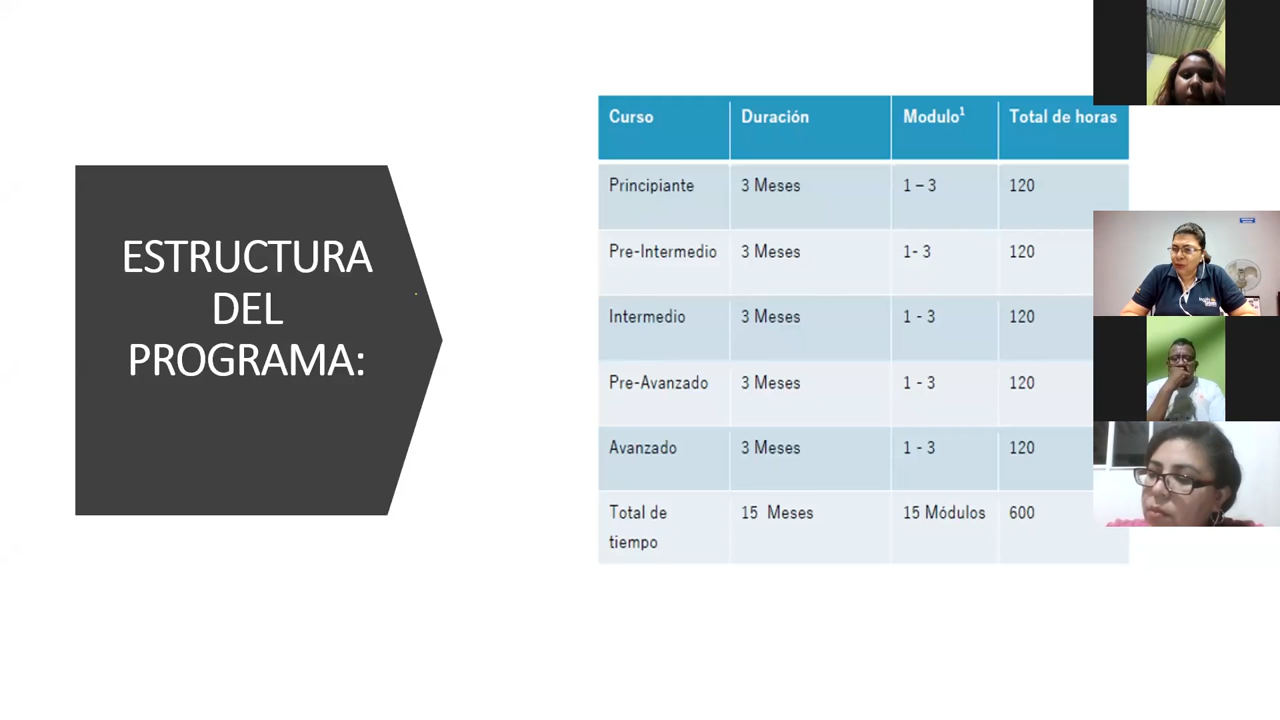 ESTRUCTURA
DEL
PROGRAMA:
Curso Duración Modulo¹ Total de horas
Principiante 3 Meses 1 – 3 120
Pre-Intermedio 3 Meses 1- 3 120
Intermedio 3 Meses 1 - 3 120
Pre-Avanzado 3 Meses 1 - 3 120
Avanzado 3 Meses 1 - 3 120
Total de 15 Meses 15 Módulos 600
tiempo